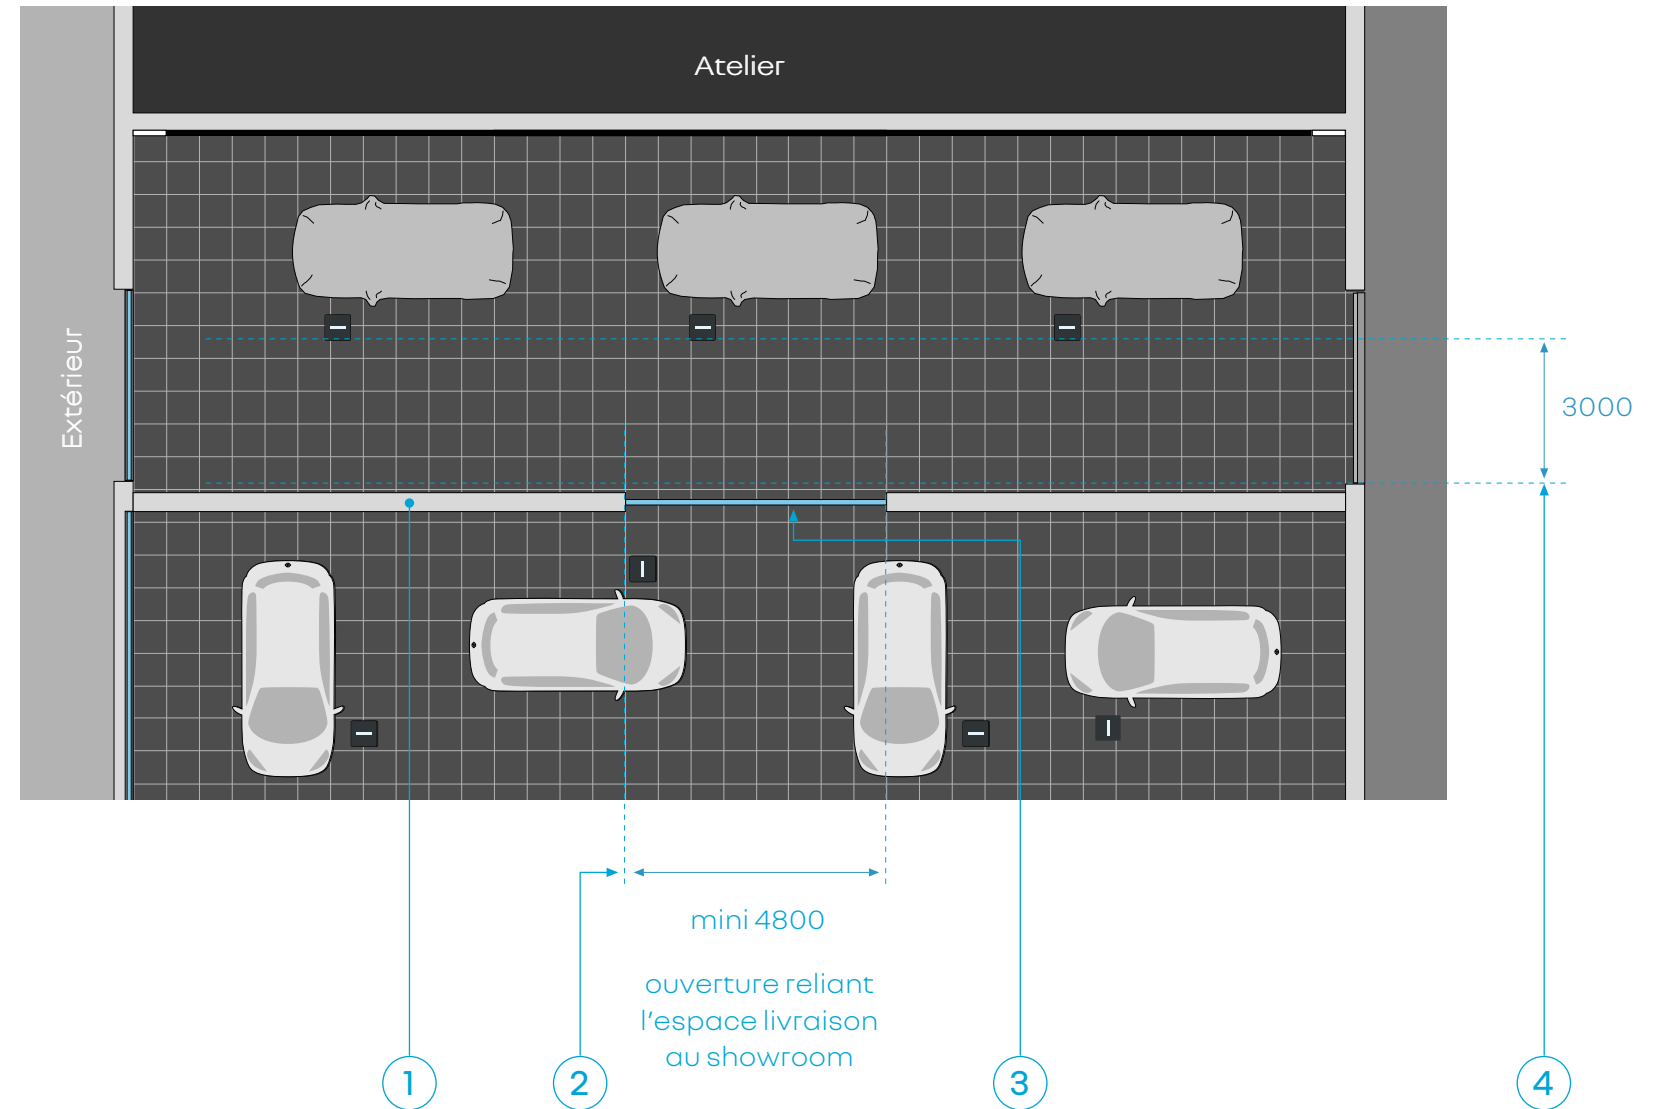 Atelier
Extérieur
3000
mini 4800
ouverture reliant
l'espace livraison
au showroom
1
2
3
4